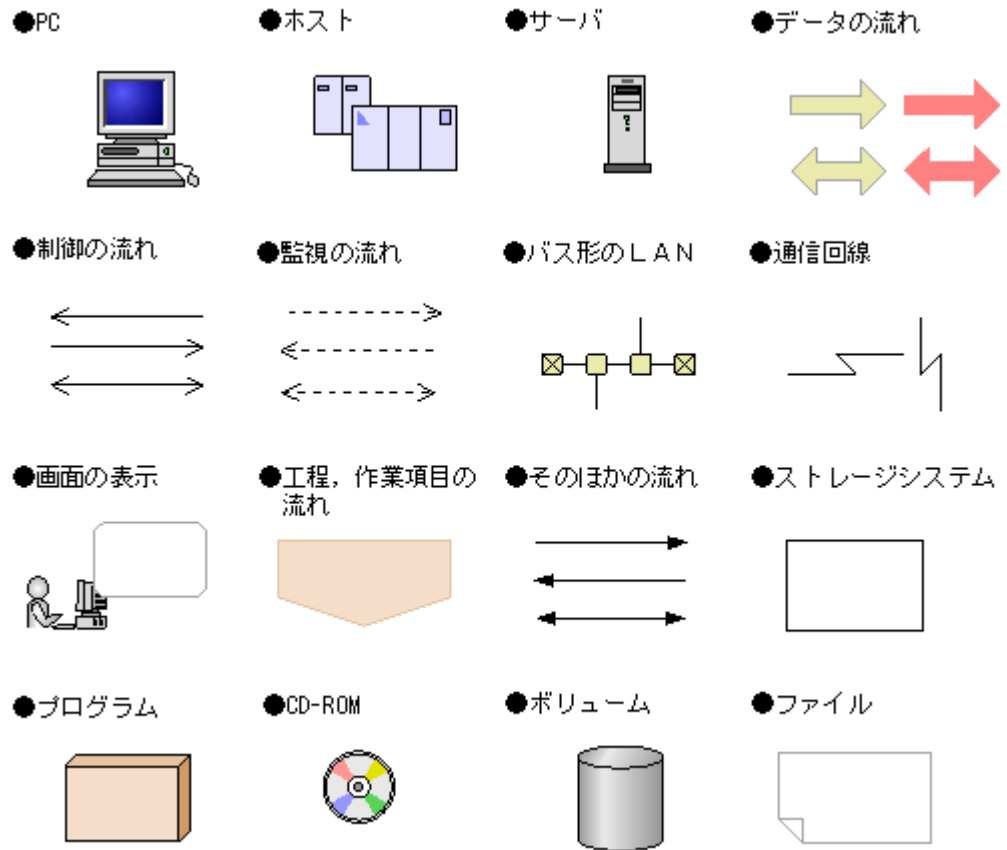 ●PC
●ホスト
●サーバ
●データの流れ
●制御の流れ
●監視の流れ
●バス形のＬＡＮ
●通信回線
●画面の表示
●工程，作業項目の
流れ
●そのほかの流れ
●ストレージシステム
●プログラム
●CD-ROM
●ボリューム
●ファイル